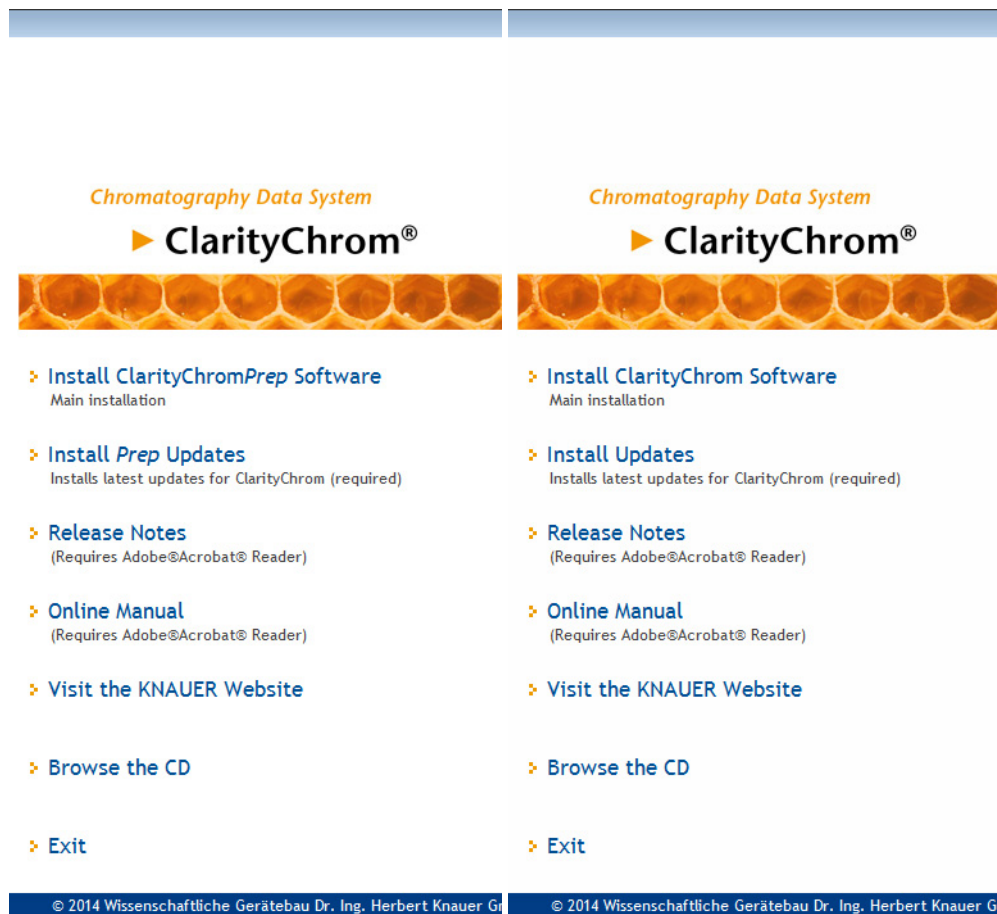 Chromatography Data System
ClarityChrom®
Install ClarityChromPrep Software
Main installation
Install Prep Updates
Installs latest updates for ClarityChrom (required)
Release Notes
(Requires Adobe®Acrobat® Reader)
Online Manual
(Requires Adobe®Acrobat® Reader)
Visit the KNAUER Website
Browse the CD
Exit
© 2014 Wissenschaftliche Gerätebau Dr. Ing. Herbert Knauer
Chromatography Data System
ClarityChrom®
Install ClarityChrom Software
Main installation
Install Updates
Installs latest updates for ClarityChrom (required)
Release Notes
(Requires Adobe®Acrobat® Reader)
Online Manual
(Requires Adobe®Acrobat® Reader)
Visit the KNAUER Website
Browse the CD
Exit
© 2014 Wissenschaftliche Gerätebau Dr. Ing. Herbert Knauer